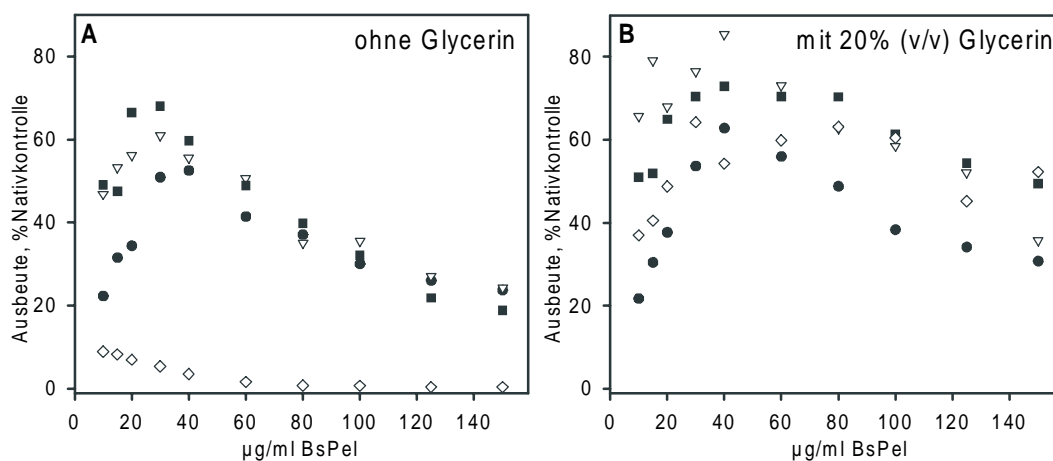 A
ohne Glycerin
80
60
40
20
0
Ausbeute, %Nativkontrolle
0 20 40 60 80 100 120 140
µg/ml BsPel
B
mit 20% (v/v) Glycerin
80
60
40
20
0
Ausbeute, %Nativkontrolle
0 20 40 60 80 100 120 140
µg/ml BsPel